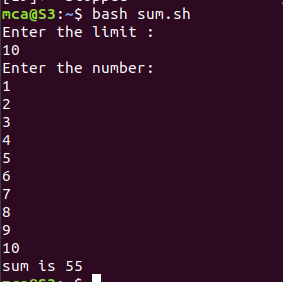 mca@S3:~$ bash sum.sh
Enter the limit :
10
Enter the number:
1
2
3
4
5
6
7
8
9
10
sum is 55